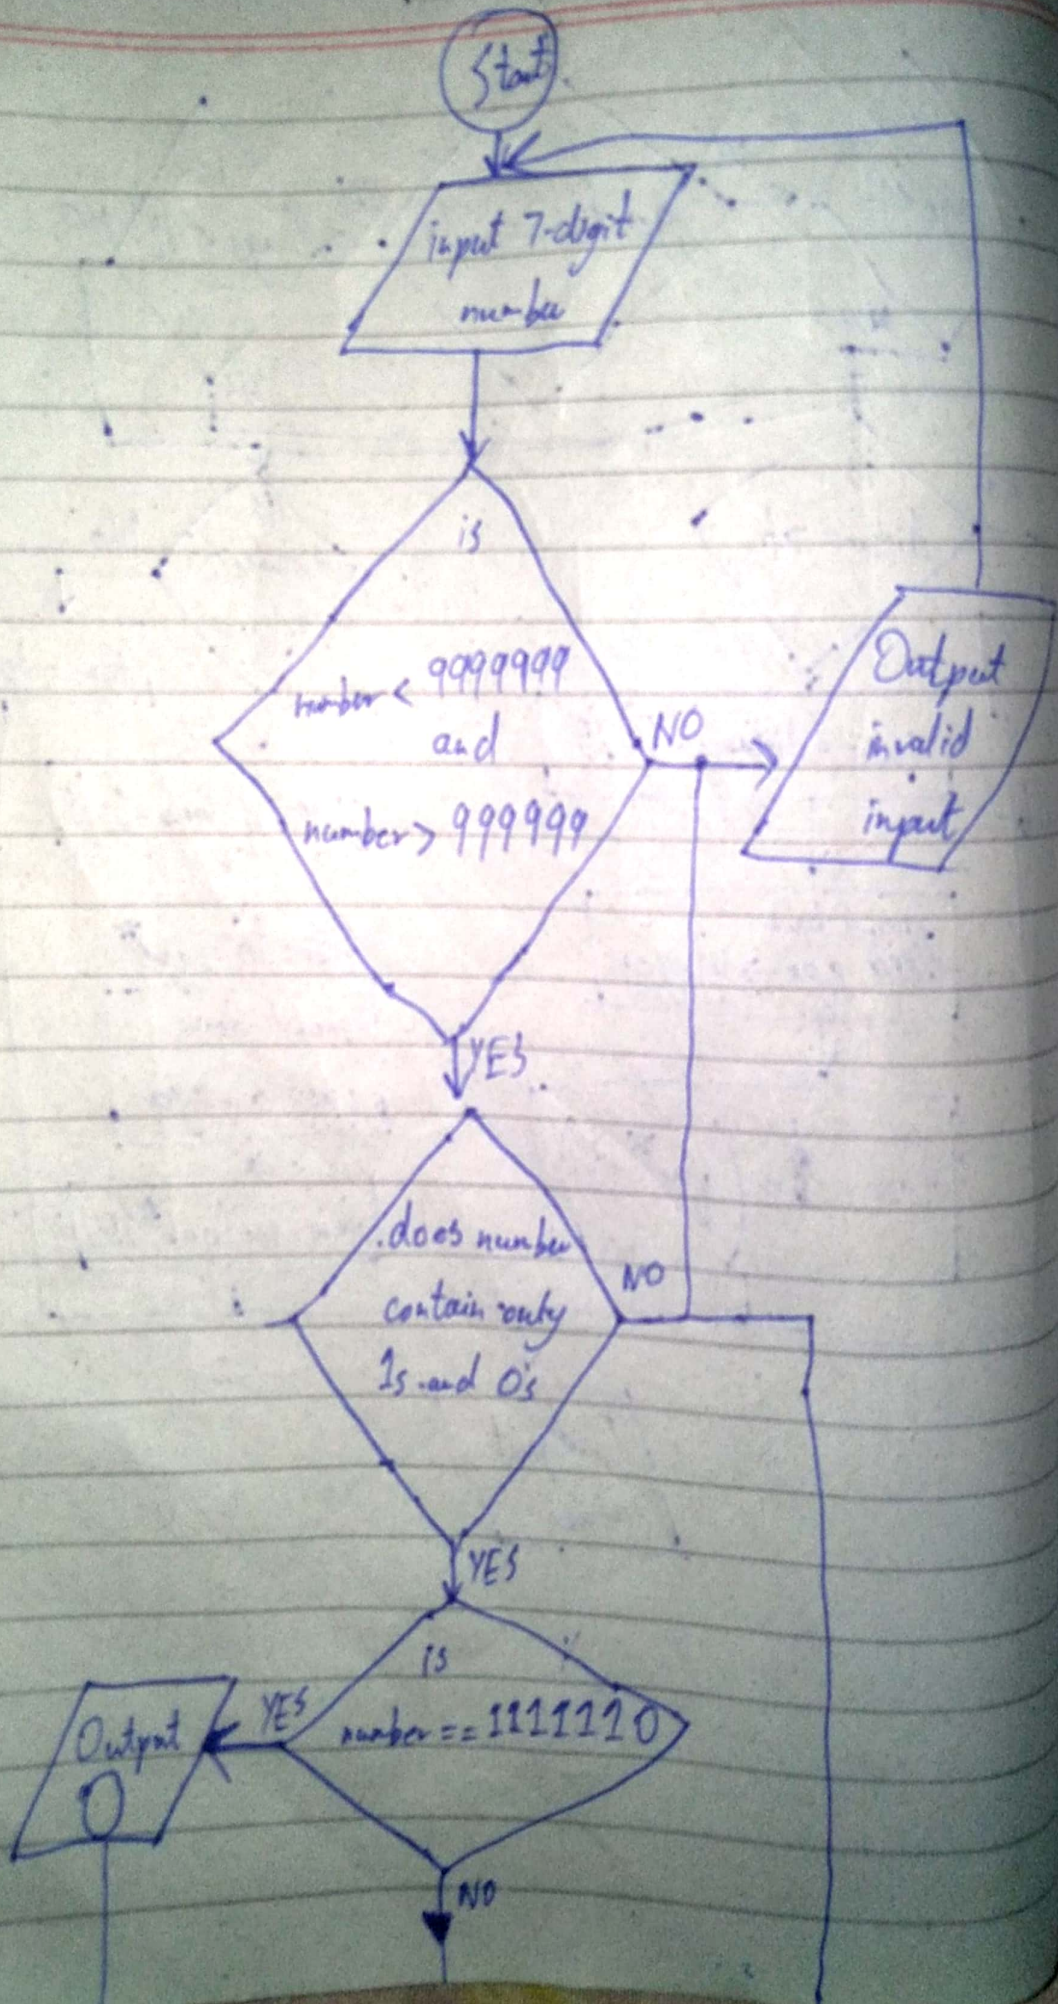 Start
input 7-digit
number
is
number < 9999999
and
number > 999999
NO
Output
invalid
input
YES
does number
contain only
1s and 0's
NO
YES
is
number == 1111110
YES
Output
0
NO